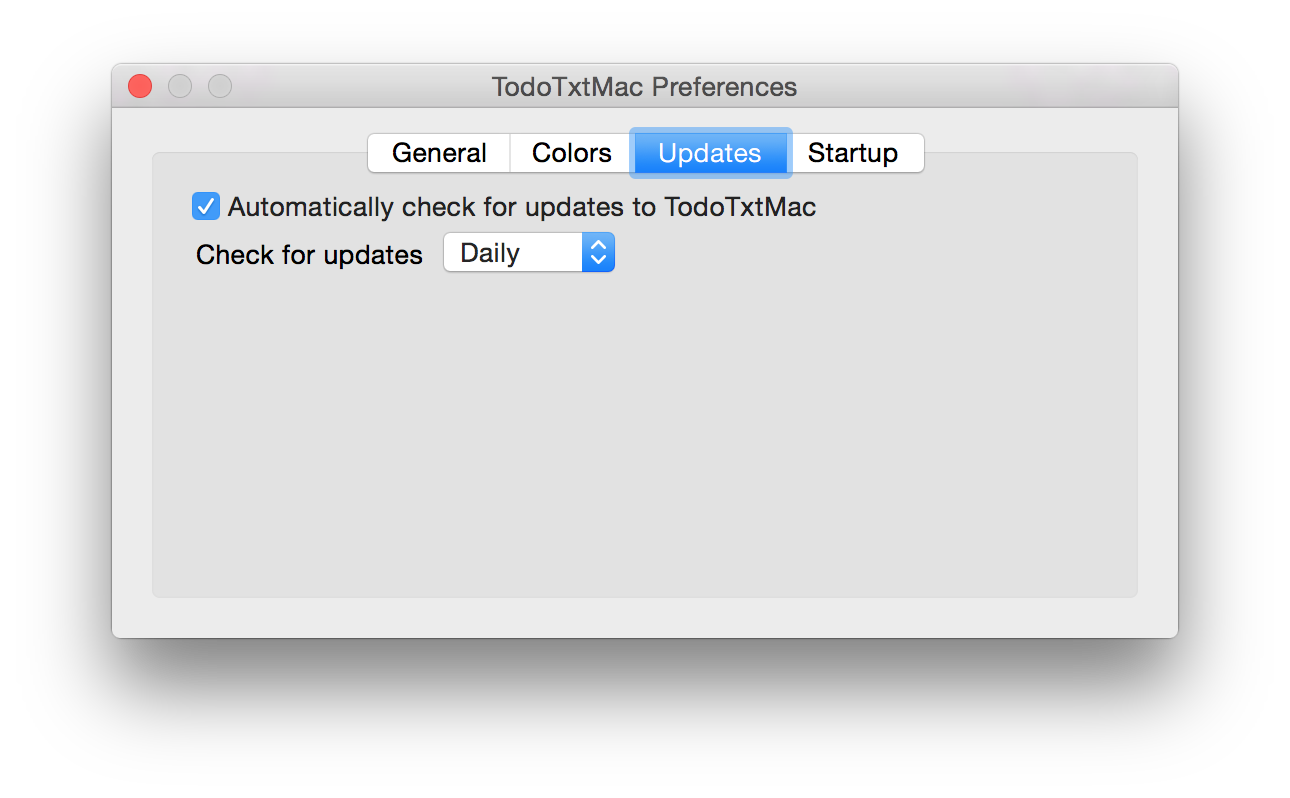 TodoTxtMac Preferences
General Colors Updates Startup
Automatically check for updates to TodoTxtMac
Check for updates Daily